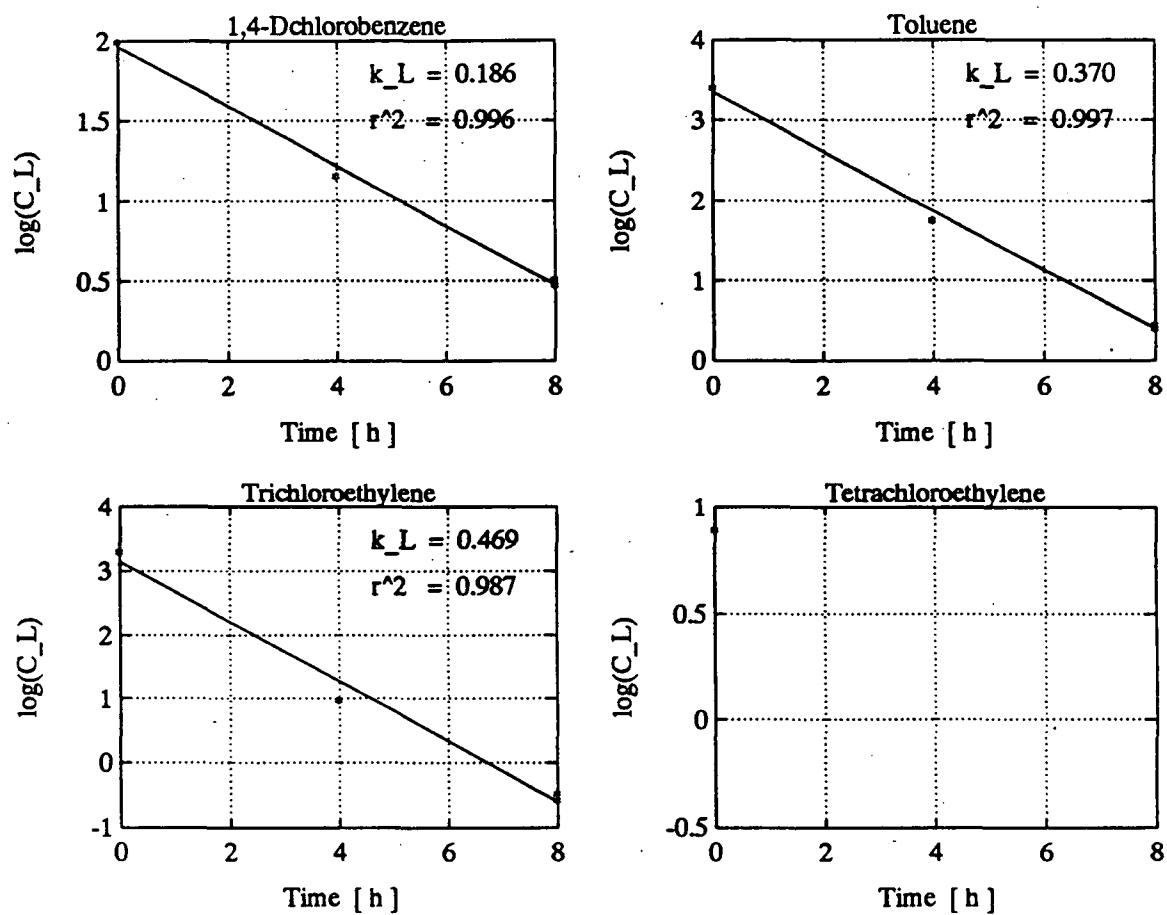 1,4-Dchlorobenzene
2
1.5
1
0.5
0
log(C_L)
k_L = 0.186
r^2 = 0.996
0 2 4 6 8
Time [ h ]
Toluene
4
3
2
1
0
log(C_L)
k_L = 0.370
r^2 = 0.997
0 2 4 6 8
Time [ h ]
Trichloroethylene
4
3
2
1
0
-1
log(C_L)
k_L = 0.469
r^2 = 0.987
0 2 4 6 8
Time [ h ]
Tetrachloroethylene
1
0.5
0
-0.5
log(C_L)
0 2 4 6 8
Time [ h ]